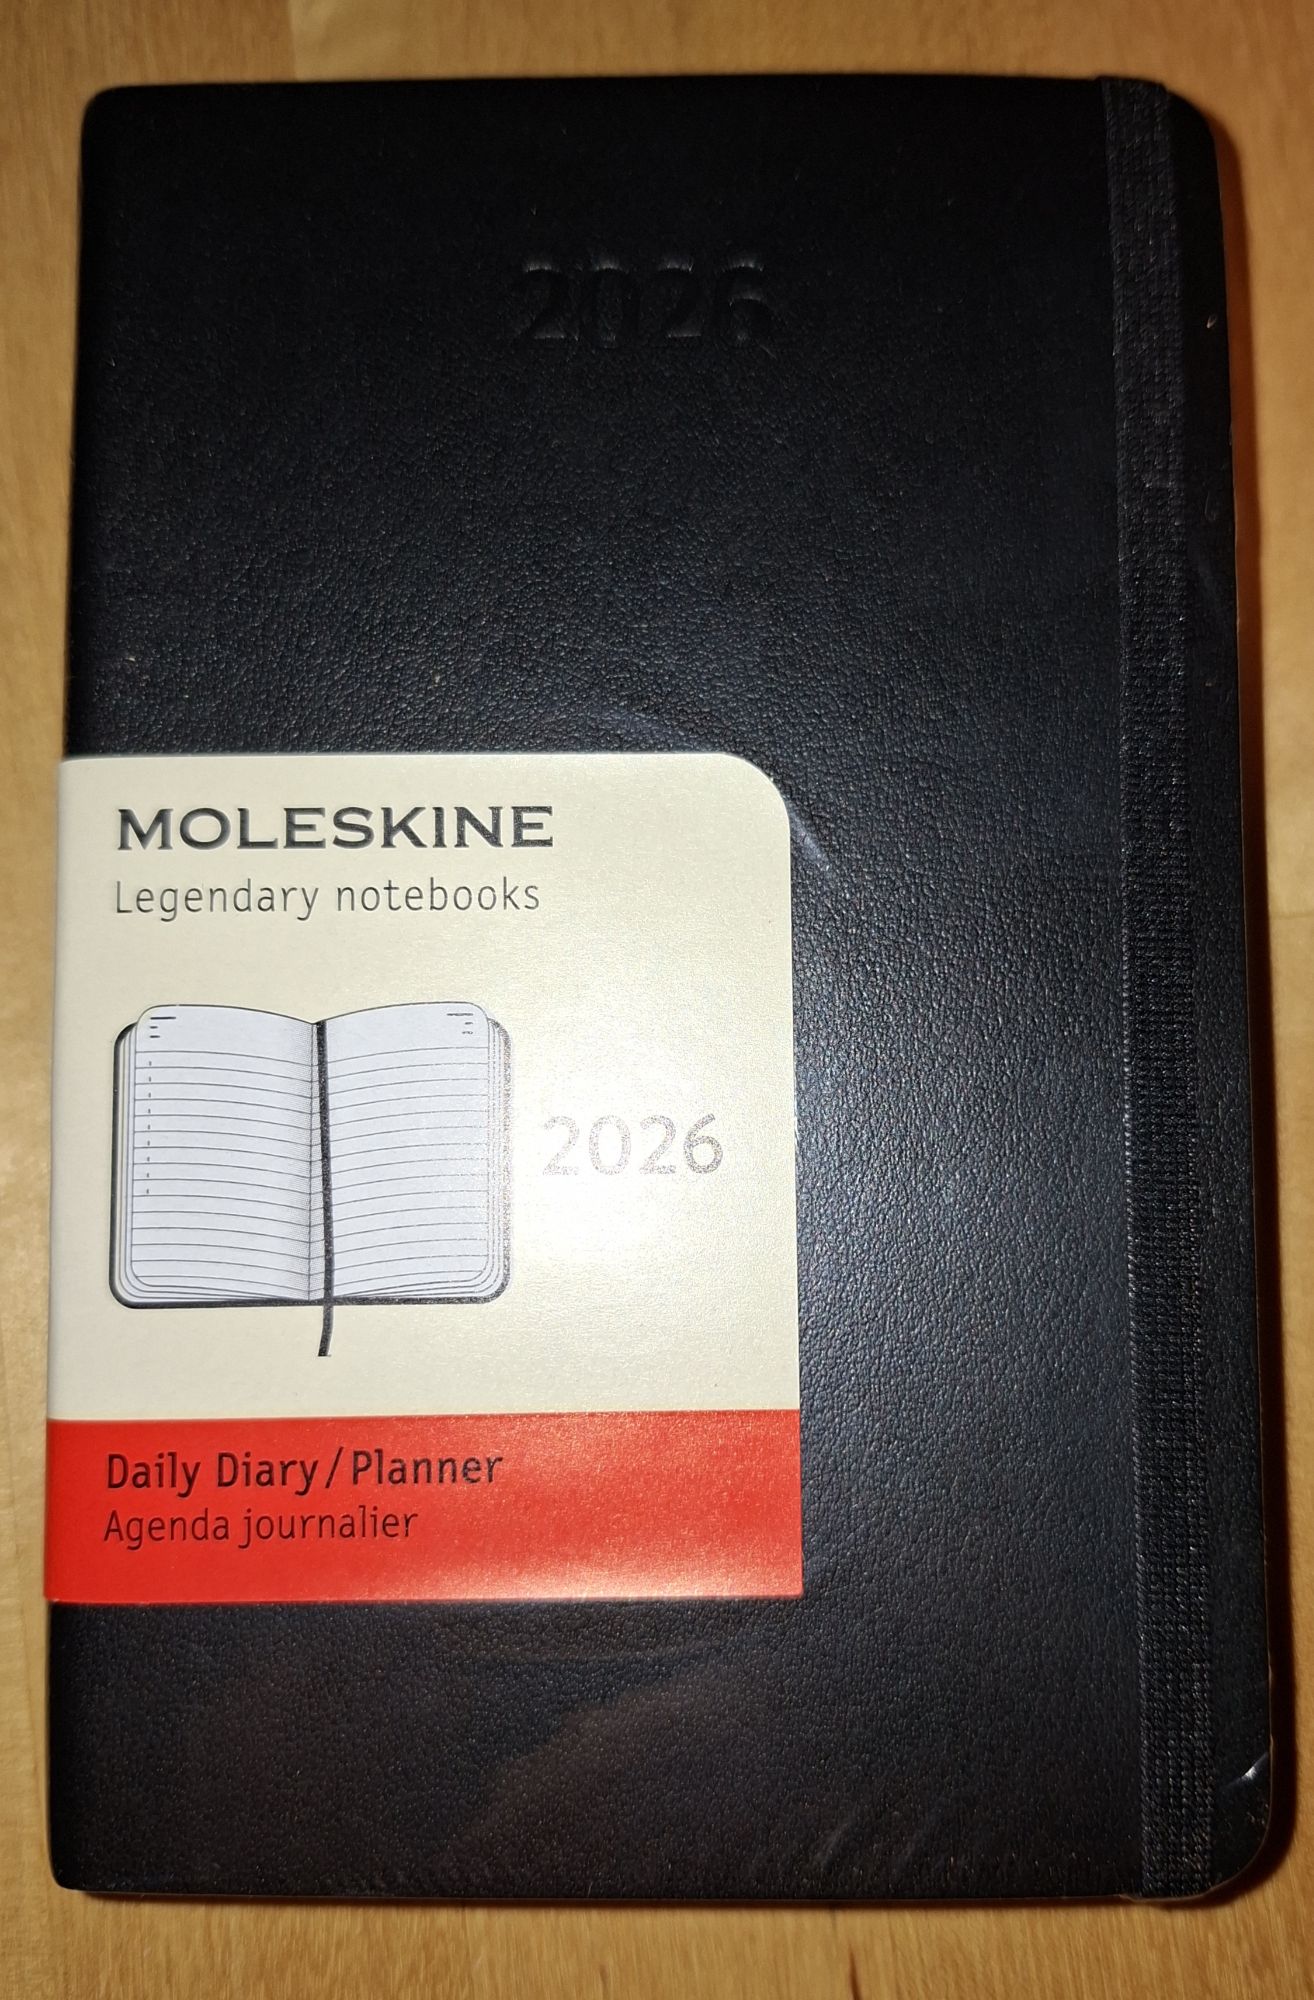 2026
MOLESKINE
Legendary notebooks
2026
Daily Diary/Planner
Agenda journalier